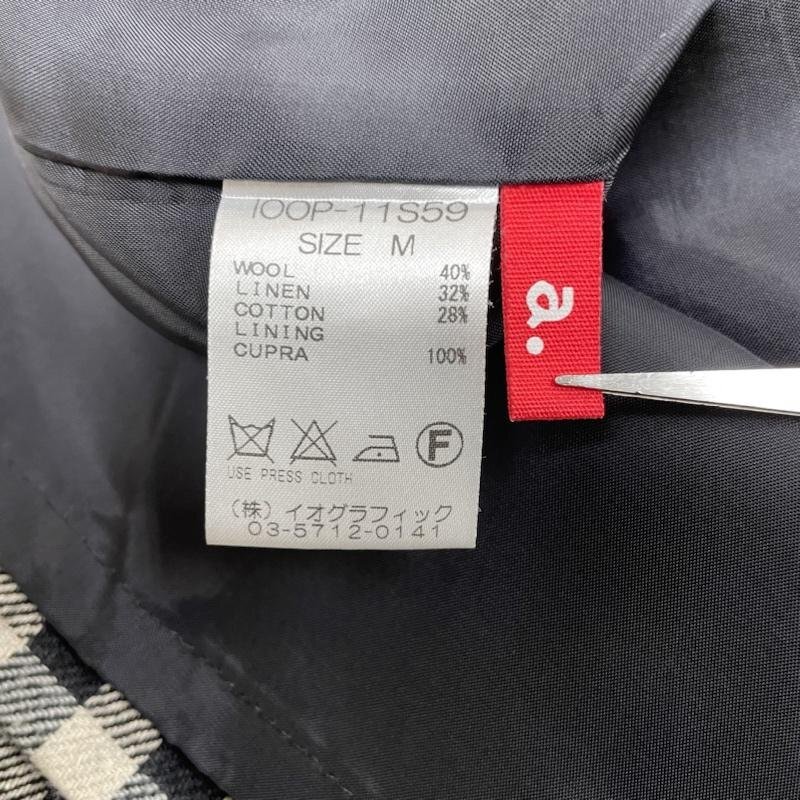 100P-11S59
SIZE M
WOOL 40%
LINEN 32%
COTTON 28%
LINING
CUPRA 100%
F
USE PRESS CLOTH
(株)イオグラフィック
03-5712-0141
a.